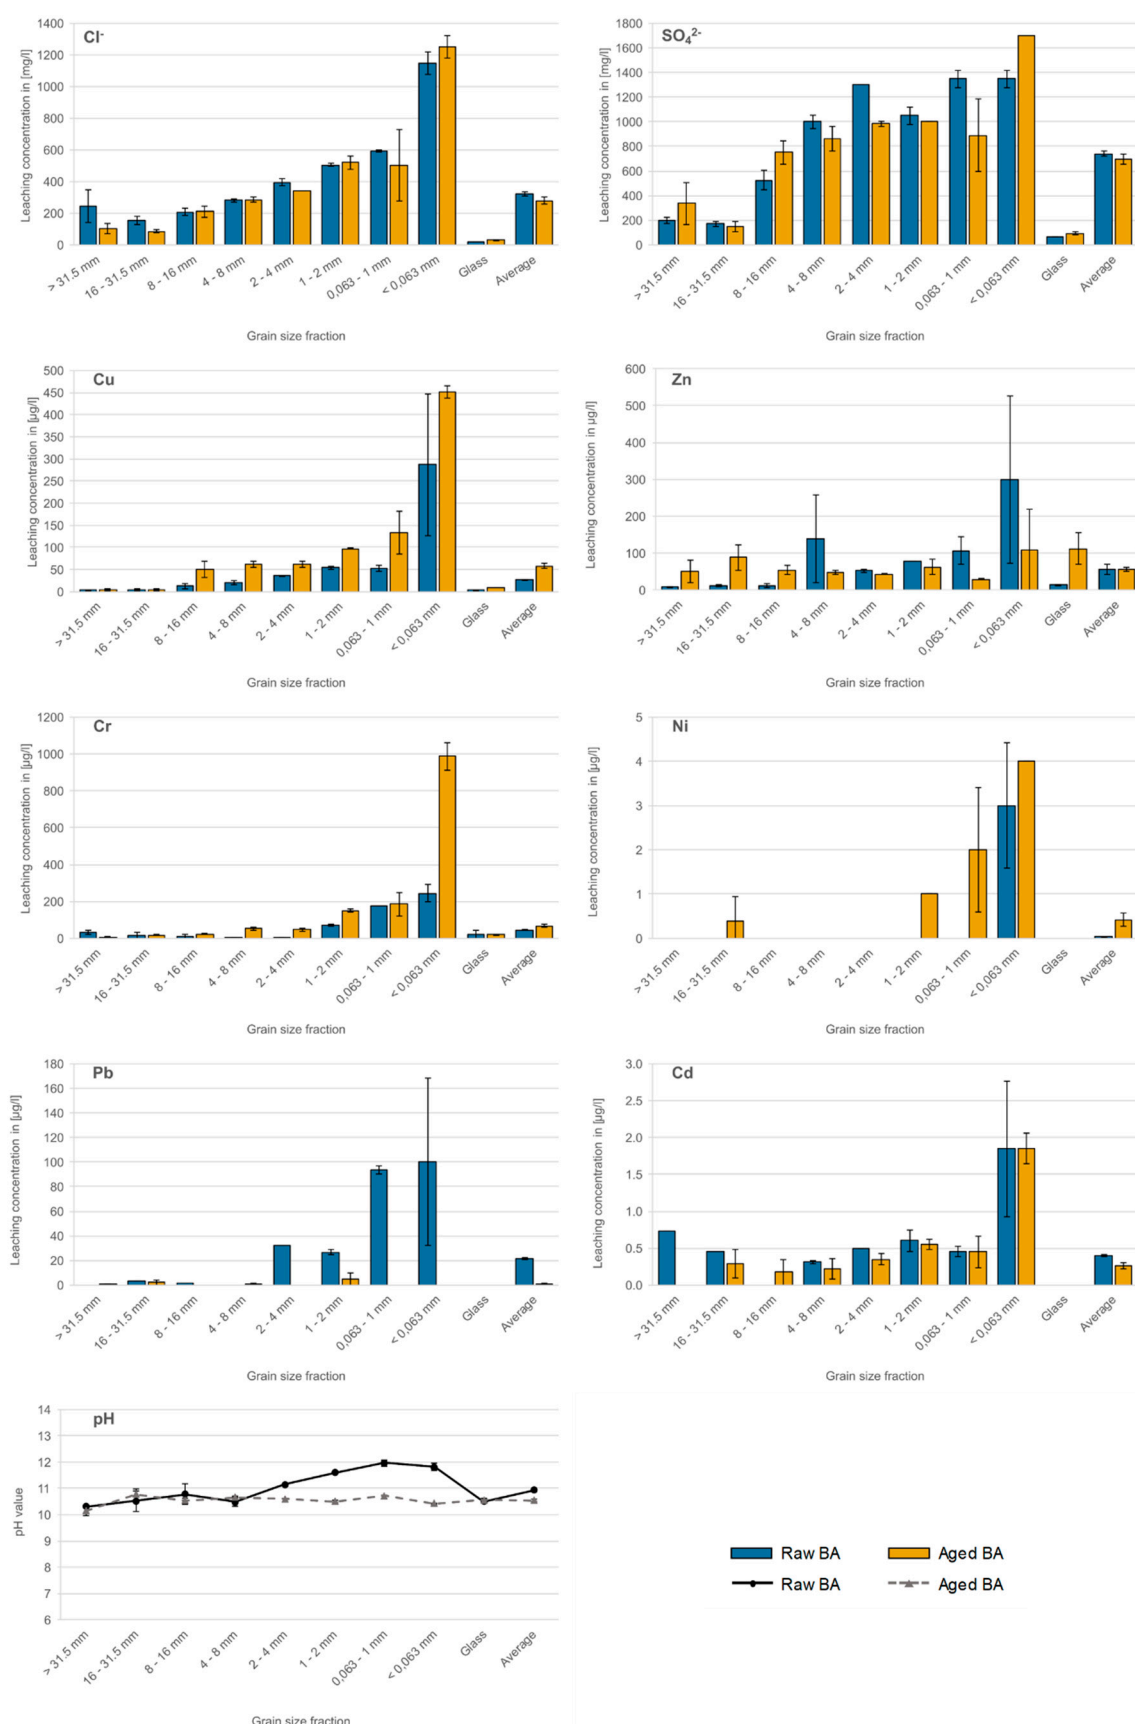 Cl-
Leaching concentration in [mg/l]
1400
1200
1000
800
600
400
200
0
> 31.5 mm
16 - 31.5 mm
8 - 16 mm
4 - 8 mm
2 - 4 mm
1 - 2 mm
0,063 - 1 mm
< 0,063 mm
Glass
Average
Grain size fraction
SO₄²⁻
Leaching concentration in [mg/l]
1800
1600
1400
1200
1000
800
600
400
200
0
> 31.5 mm
16 - 31.5 mm
8 - 16 mm
4 - 8 mm
2 - 4 mm
1 - 2 mm
0,063 - 1 mm
< 0,063 mm
Glass
Average
Grain size fraction
Cu
Leaching concentration in [µg/l]
500
450
400
350
300
250
200
150
100
50
0
> 31.5 mm
16 - 31.5 mm
8 - 16 mm
4 - 8 mm
2 - 4 mm
1 - 2 mm
0,063 - 1 mm
< 0,063 mm
Glass
Average
Grain size fraction
Zn
Leaching concentration in µg/l]
600
500
400
300
200
100
0
> 31.5 mm
16 - 31.5 mm
8 - 16 mm
4 - 8 mm
2 - 4 mm
1 - 2 mm
0,063 - 1 mm
< 0,063 mm
Glass
Average
Grain size fraction
Cr
Leaching concentration in [µg/l]
1200
1000
800
600
400
200
0
> 31.5 mm
16 - 31.5 mm
8 - 16 mm
4 - 8 mm
2 - 4 mm
1 - 2 mm
0,063 - 1 mm
< 0,063 mm
Glass
Average
Grain size fraction
Ni
Leaching concentration in [µg/l]
5
4
3
2
1
0
> 31.5 mm
16 - 31.5 mm
8 - 16 mm
4 - 8 mm
2 - 4 mm
1 - 2 mm
0,063 - 1 mm
< 0,063 mm
Glass
Average
Grain size fraction
Pb
Leaching concentration in [µg/l]
180
160
140
120
100
80
60
40
20
0
> 31.5 mm
16 - 31.5 mm
8 - 16 mm
4 - 8 mm
2 - 4 mm
1 - 2 mm
0,063 - 1 mm
< 0,063 mm
Glass
Average
Grain size fraction
Cd
Leaching concentration in [µg/l]
3.0
2.5
2.0
1.5
1.0
0.5
0.0
> 31.5 mm
16 - 31.5 mm
8 - 16 mm
4 - 8 mm
2 - 4 mm
1 - 2 mm
0,063 - 1 mm
< 0,063 mm
Glass
Average
Grain size fraction
pH
pH value
14
13
12
11
10
9
8
7
6
> 31.5 mm
16 - 31.5 mm
8 - 16 mm
4 - 8 mm
2 - 4 mm
1 - 2 mm
0,063 - 1 mm
< 0,063 mm
Glass
Average
Grain size fraction
Raw BA
Aged BA
Raw BA
Aged BA